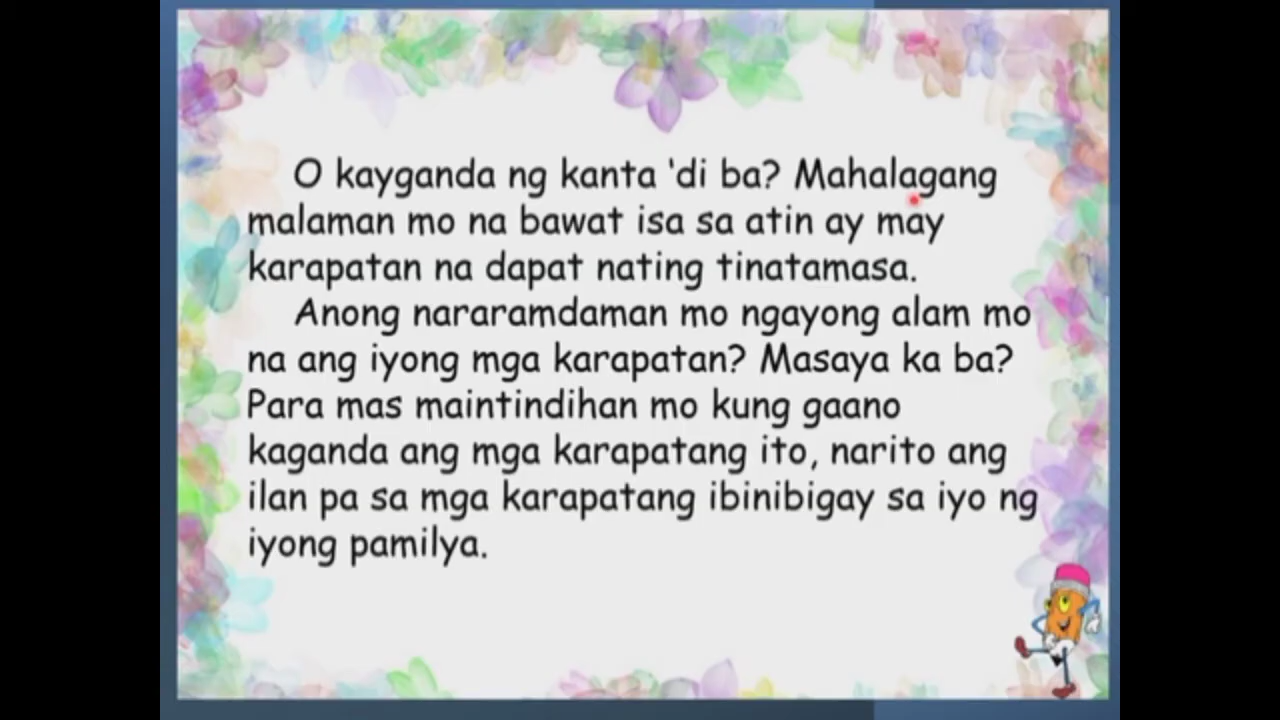 O kayganda ng kanta 'di ba? Mahalagang
malaman mo na bawat isa sa atin ay may
karapatan na dapat nating tinatamasa.
Anong nararamdaman mo ngayong alam mo
na ang iyong mga karapatan? Masaya ka ba?
Para mas maintindihan mo kung gaano
kaganda ang mga karapatang ito, narito ang
ilan pa sa mga karapatang ibinibigay sa iyo ng
iyong pamilya.